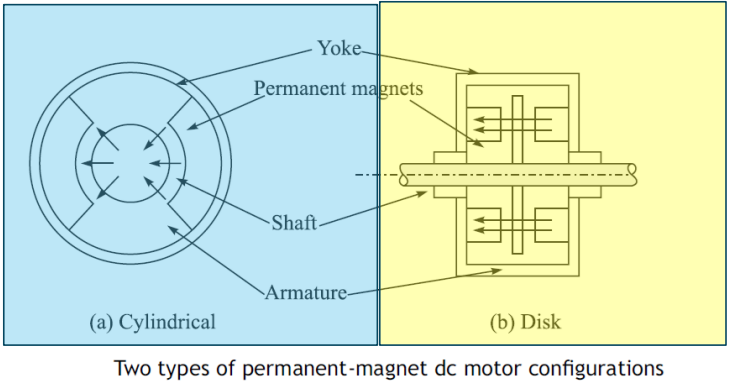 Yoke
Permanent magnets
Shaft
Armature
(a) Cylindrical
(b) Disk
Two types of permanent-magnet dc motor configurations